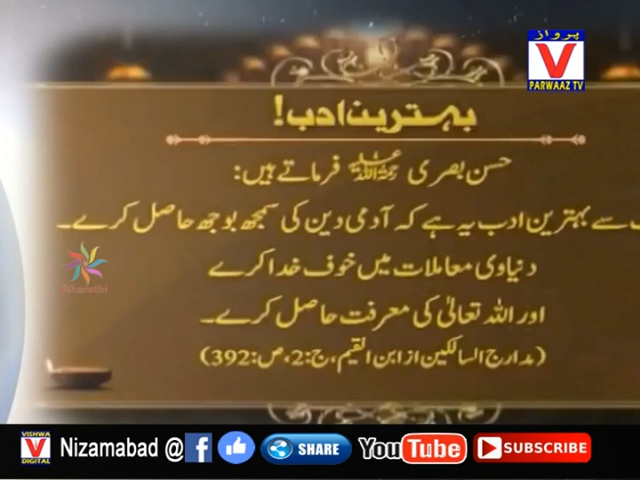 پرواز
V
PARWAAZ TV
بہترین ادب!
حسن بصری رحمۃ اللہ علیہ فرماتے ہیں:
سے بہترین ادب یہ ہے کہ آدمی دین کی سمجھ بوجھ حاصل کرے۔
دنیاوی معاملات میں خوف خدا کرے
اور اللہ تعالیٰ کی معرفت حاصل کرے۔
(مدارج السالکین از ابن القیم، ج:2، ص:392)
Bharathi
VISHWA
V
DIGITAL
Nizamabad @ f SHARE YouTube SUBSCRIBE